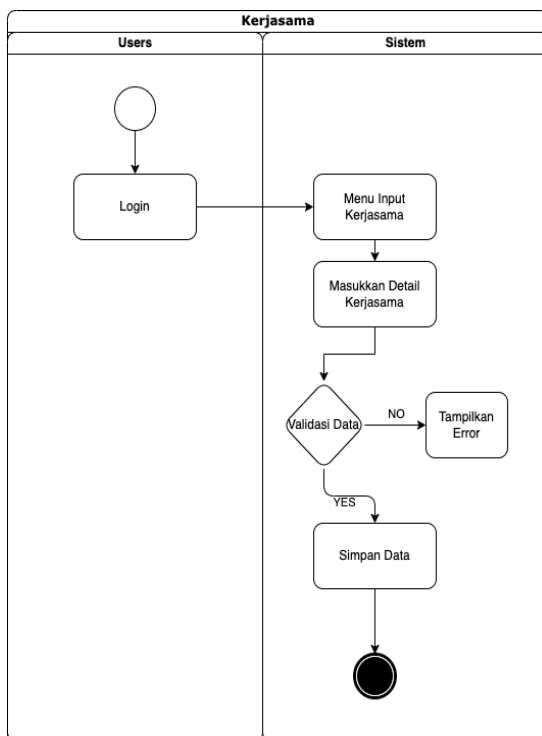 Kerjasama
Users
Sistem
Login
Menu Input
Kerjasama
Masukkan Detail
Kerjasama
Validasi Data
NO
Tampilkan
Error
YES
Simpan Data